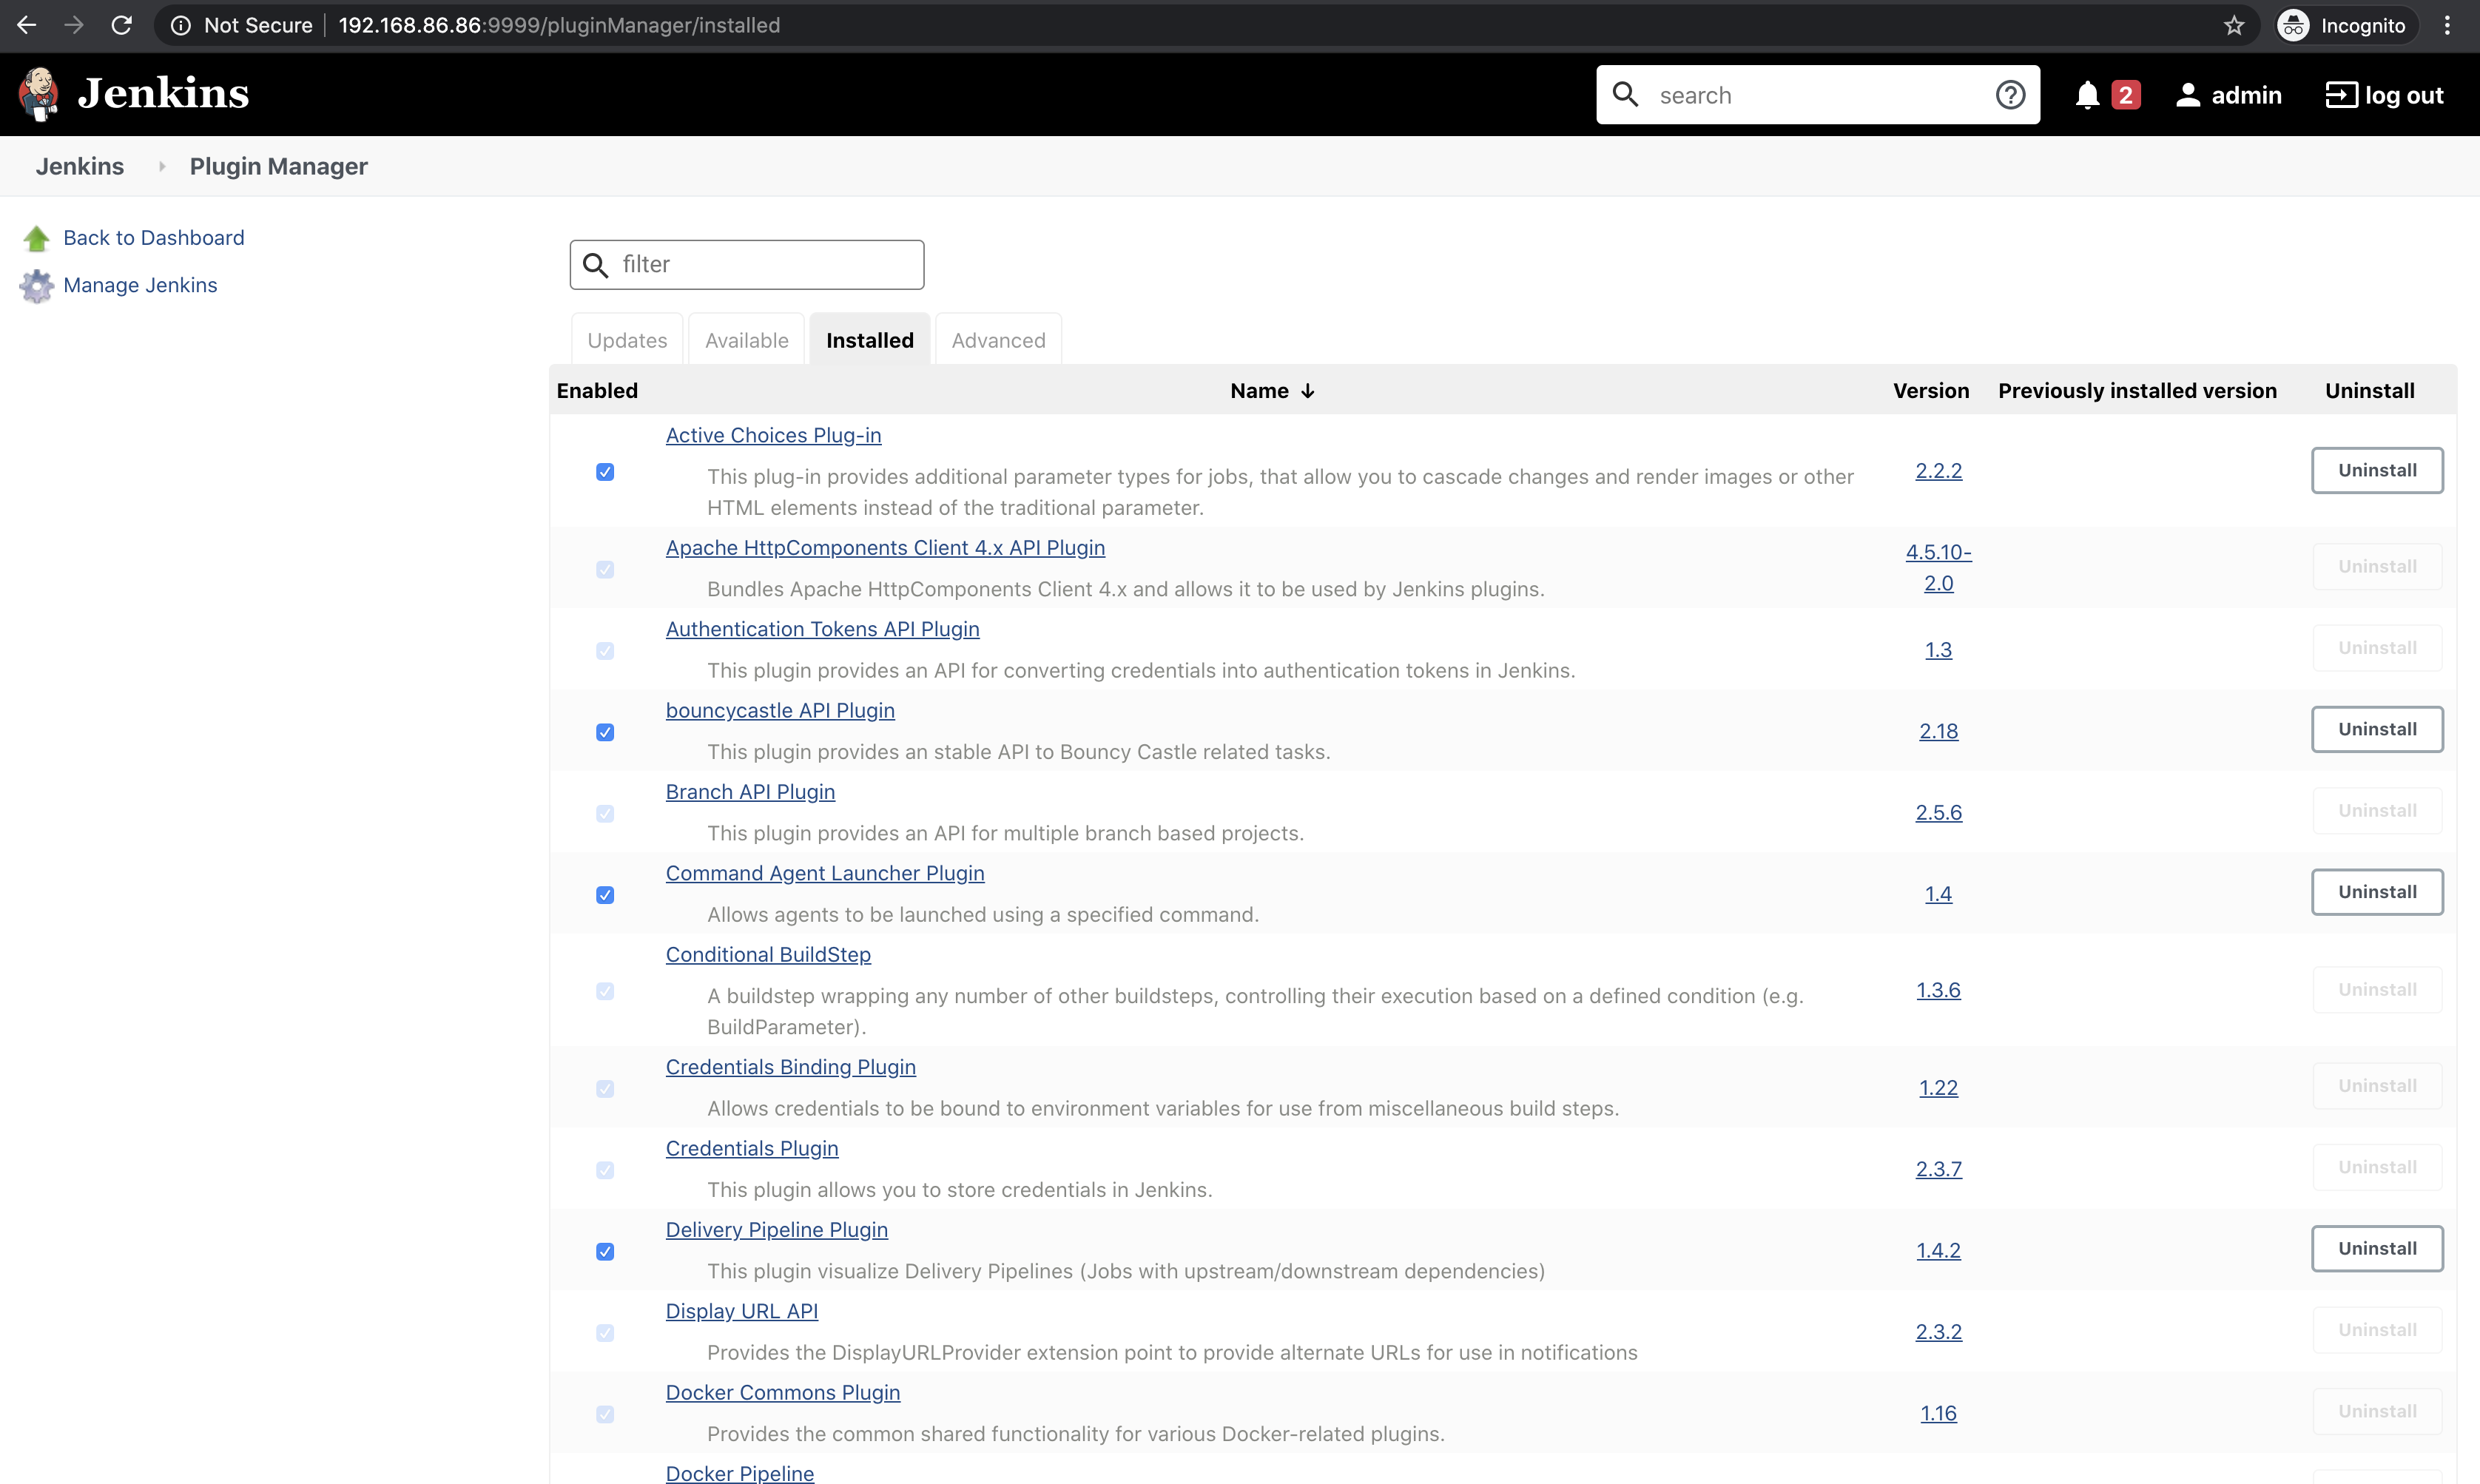 Not Secure 192.168.86.86:9999/pluginManager/installed Incognito
Jenkins search 2 admin log out
Jenkins Plugin Manager
Back to Dashboard
Manage Jenkins
filter
Updates Available Installed Advanced
Enabled Name ↓ Version Previously installed version Uninstall
Active Choices Plug-in
This plug-in provides additional parameter types for jobs, that allow you to cascade changes and render images or other
HTML elements instead of the traditional parameter.
2.2.2 Uninstall
Apache HttpComponents Client 4.x API Plugin
Bundles Apache HttpComponents Client 4.x and allows it to be used by Jenkins plugins.
4.5.10-
2.0
Uninstall
Authentication Tokens API Plugin
This plugin provides an API for converting credentials into authentication tokens in Jenkins.
1.3 Uninstall
bouncycastle API Plugin
This plugin provides an stable API to Bouncy Castle related tasks.
2.18 Uninstall
Branch API Plugin
This plugin provides an API for multiple branch based projects.
2.5.6 Uninstall
Command Agent Launcher Plugin
Allows agents to be launched using a specified command.
1.4 Uninstall
Conditional BuildStep
A buildstep wrapping any number of other buildsteps, controlling their execution based on a defined condition (e.g.
BuildParameter).
1.3.6 Uninstall
Credentials Binding Plugin
Allows credentials to be bound to environment variables for use from miscellaneous build steps.
1.22 Uninstall
Credentials Plugin
This plugin allows you to store credentials in Jenkins.
2.3.7 Uninstall
Delivery Pipeline Plugin
This plugin visualize Delivery Pipelines (Jobs with upstream/downstream dependencies)
1.4.2 Uninstall
Display URL API
Provides the DisplayURLProvider extension point to provide alternate URLs for use in notifications
2.3.2 Uninstall
Docker Commons Plugin
Provides the common shared functionality for various Docker-related plugins.
1.16 Uninstall
Docker Pipeline